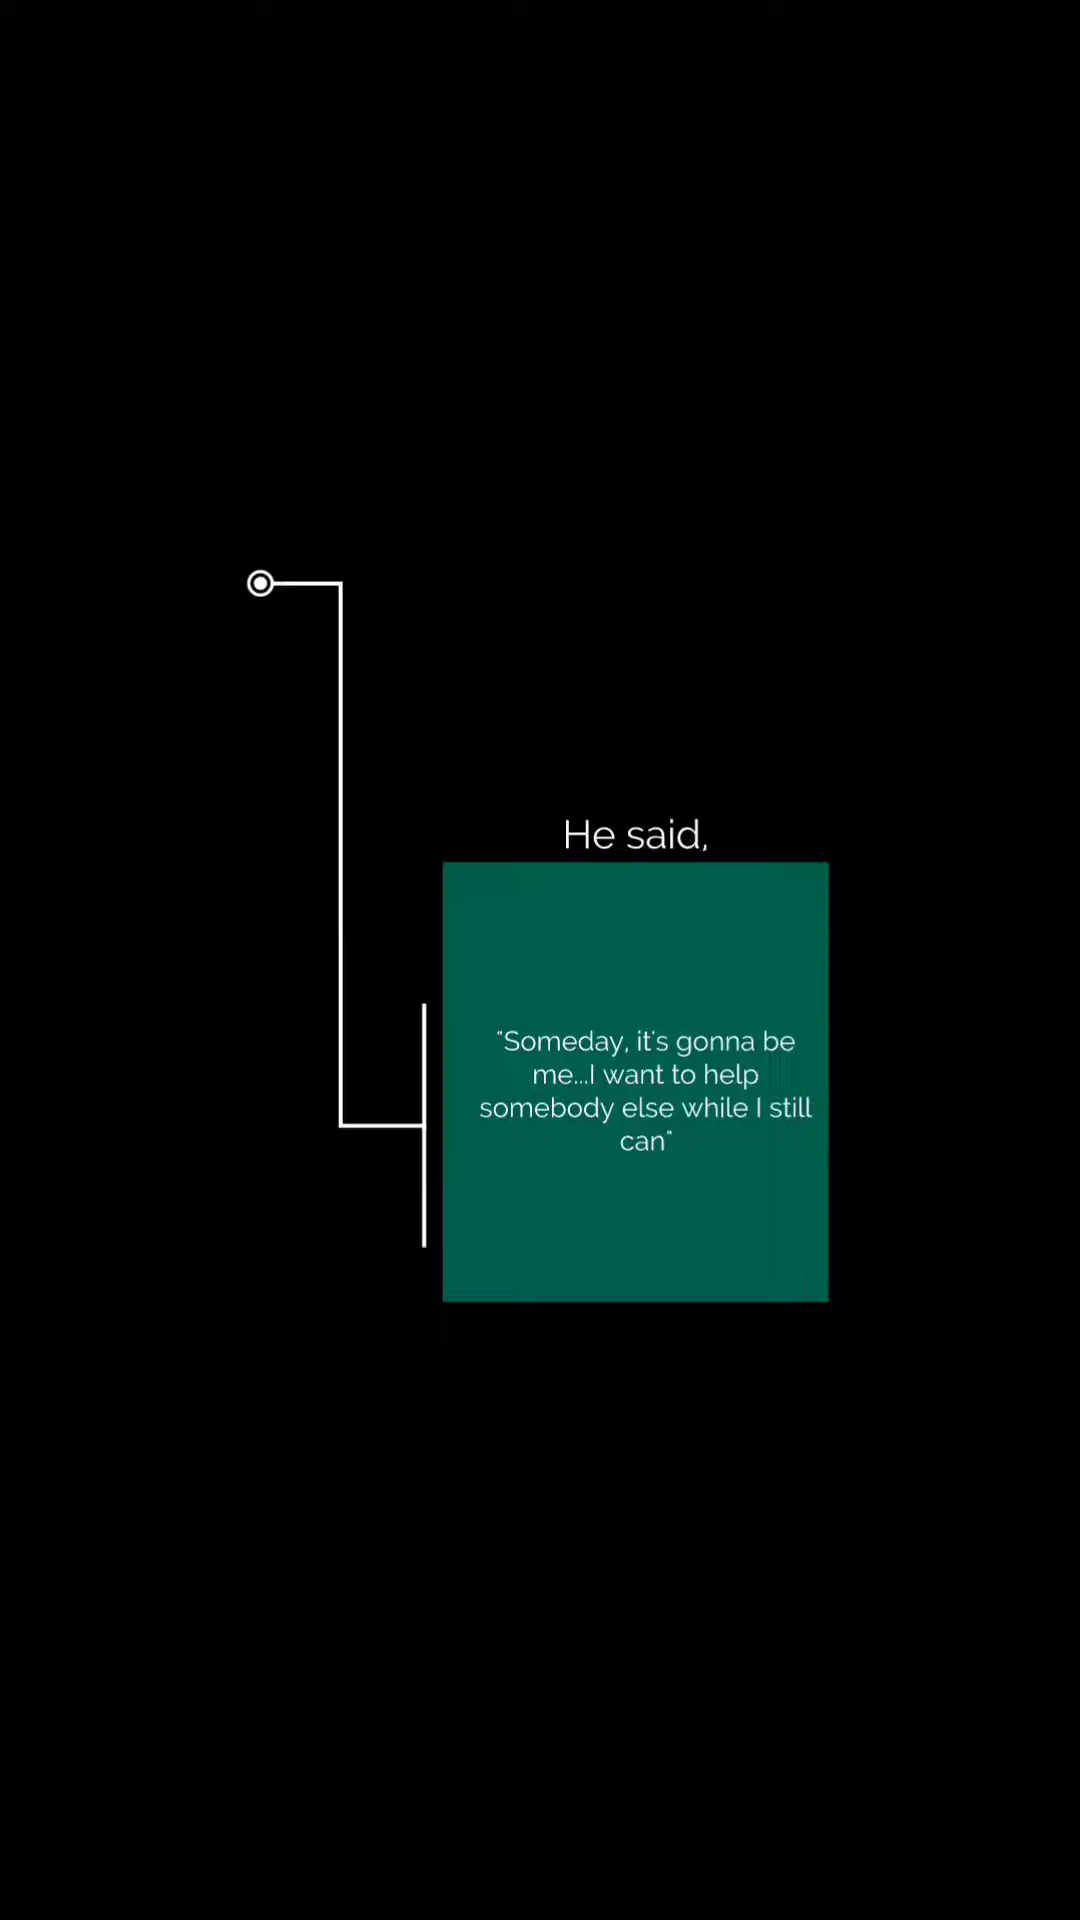 He said,
"Someday, it's gonna be
me...I want to help
somebody else while I still
can"